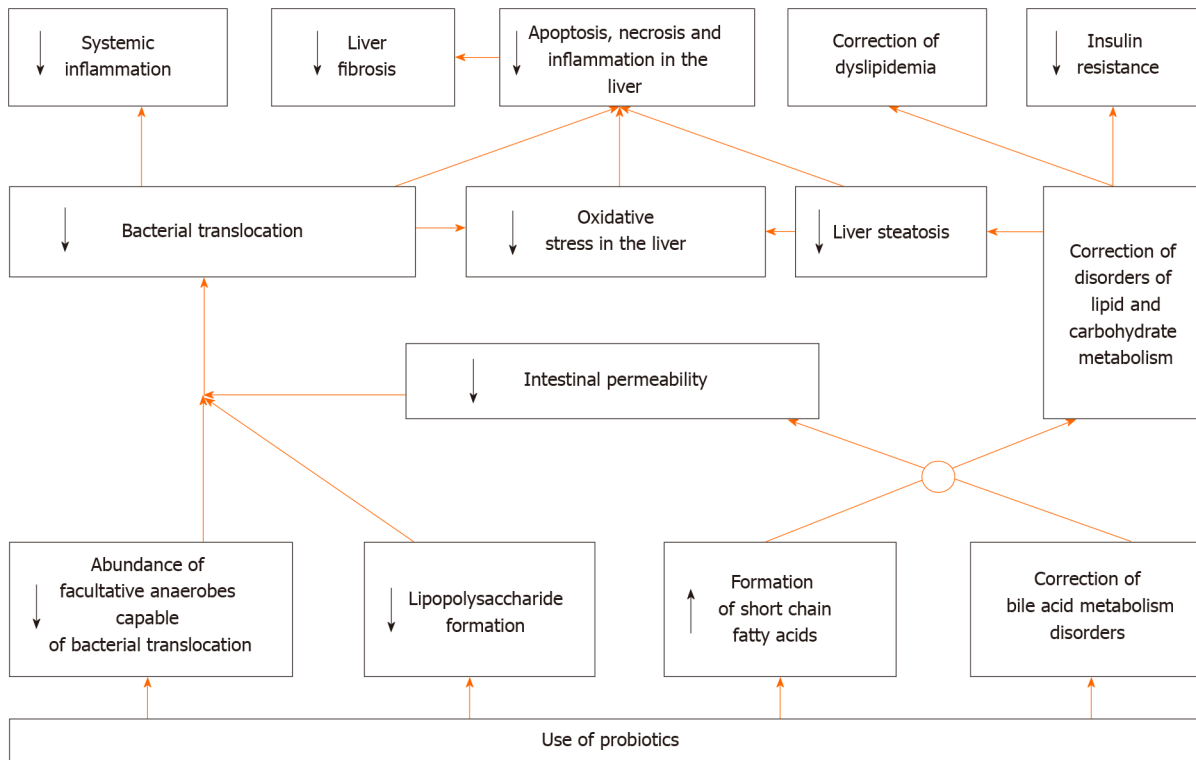 Systemic
inflammation
Liver
fibrosis
Apoptosis, necrosis and
inflammation in the
liver
Correction of
dyslipidemia
Insulin
resistance
Bacterial translocation
Oxidative
stress in the liver
Liver steatosis
Correction of
disorders of
lipid and
carbohydrate
metabolism
Intestinal permeability
Abundance of
facultative anaerobes
capable
of bacterial translocation
Lipopolysaccharide
formation
Formation
of short chain
fatty acids
Correction of
bile acid metabolism
disorders
Use of probiotics